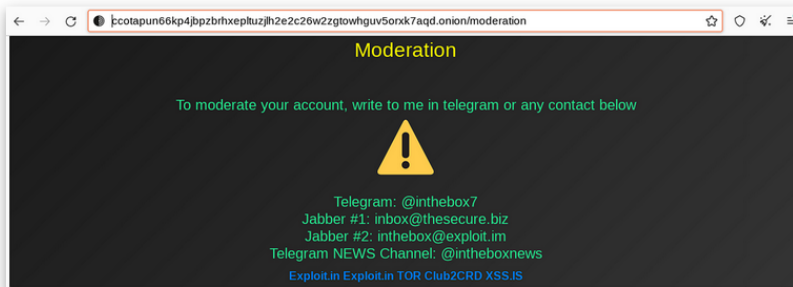 ccotapun66kp4jbpzbrhxepltuzjlh2e2c26w2zgtowhguv5orxk7aqd.onion/moderation
Moderation
To moderate your account, write to me in telegram or any contact below
Telegram: @inthebox7
Jabber #1: inbox@thesecure.biz
Jabber #2: inthebox@exploit.im
Telegram NEWS Channel: @intheboxnews
Exploit.in Exploit.in TOR Club2CRD XSS.IS